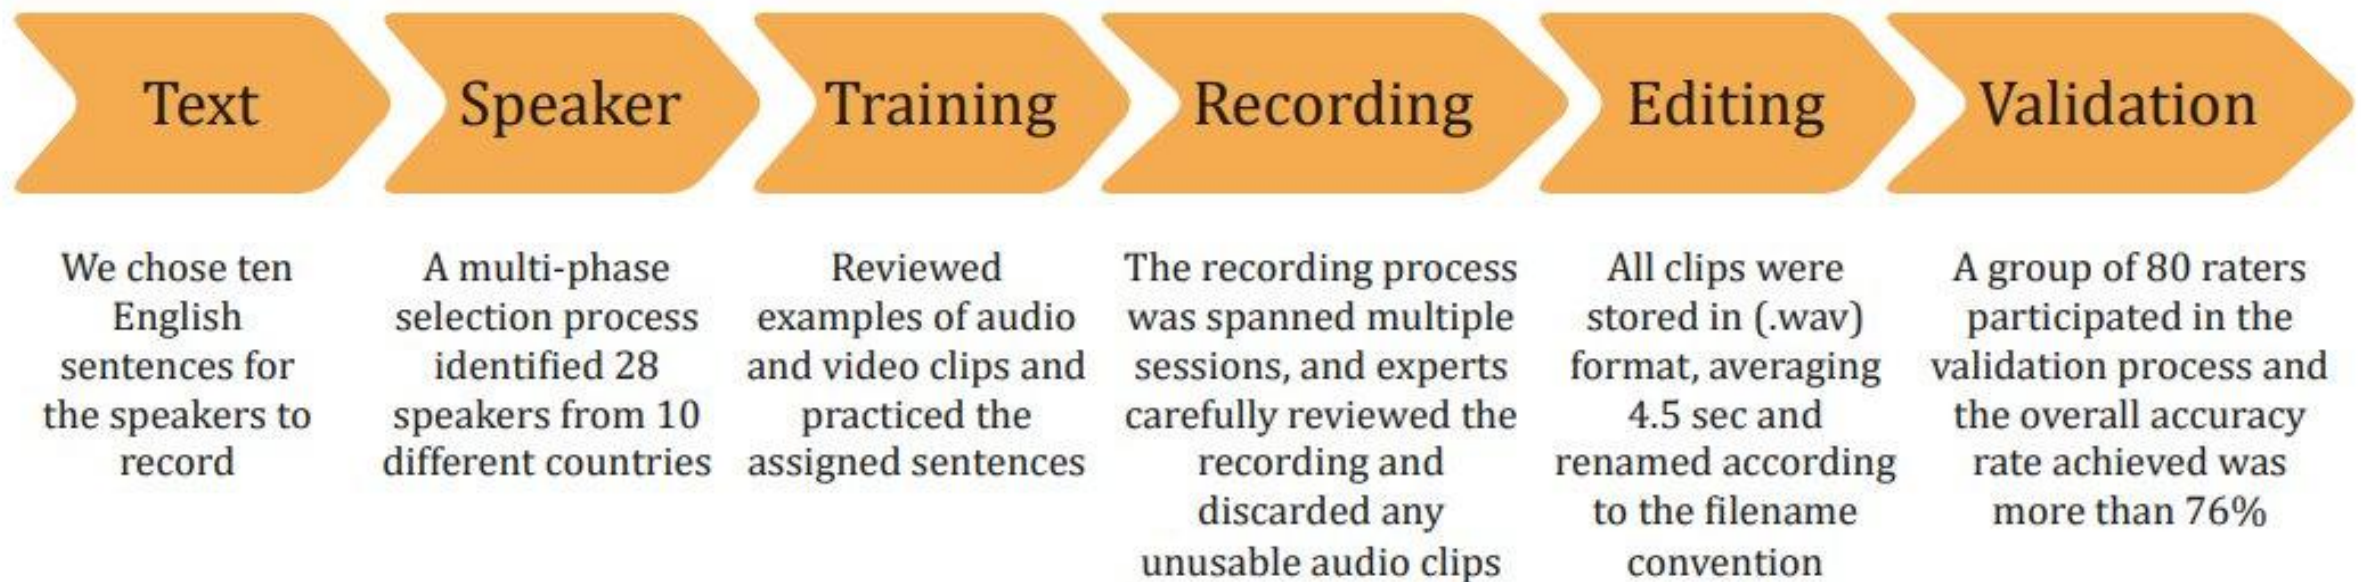 Text
Speaker
Training
Recording
Editing
Validation
We chose ten
English
sentences for
the speakers to
record
A multi-phase
selection process
identified 28
speakers from 10
different countries
Reviewed
examples of audio
and video clips and
practiced the
assigned sentences
The recording process
was spanned multiple
sessions, and experts
carefully reviewed the
recording and
discarded any
unusable audio clips
All clips were
stored in (.wav)
format, averaging
4.5 sec and
renamed according
to the filename
convention
A group of 80 raters
participated in the
validation process and
the overall accuracy
rate achieved was
more than 76%